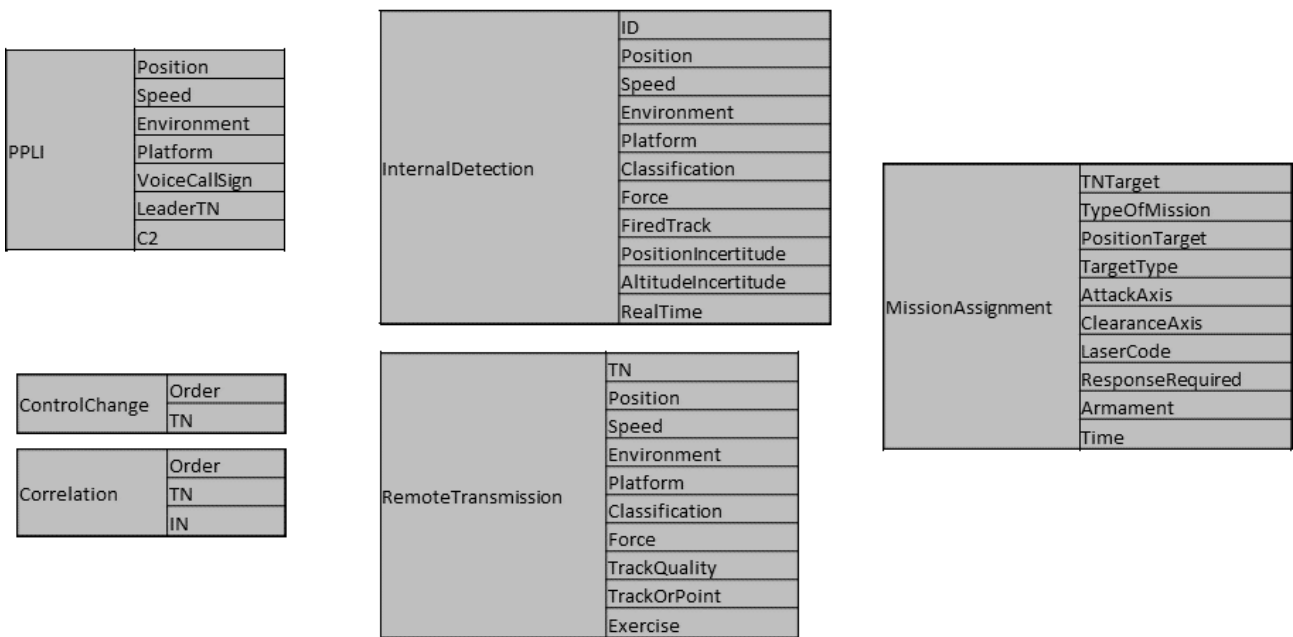 PPLI
Position
Speed
Environment
Platform
VoiceCallSign
LeaderTN
C2
ControlChange
Order
TN
Correlation
Order
TN
IN
InternalDetection
ID
Position
Speed
Environment
Platform
Classification
Force
FiredTrack
PositionIncertitude
AltitudeIncertitude
RealTime
RemoteTransmission
TN
Position
Speed
Environment
Platform
Classification
Force
TrackQuality
TrackOrPoint
Exercise
MissionAssignment
TNTarget
TypeOfMission
PositionTarget
TargetType
AttackAxis
ClearanceAxis
LaserCode
ResponseRequired
Armament
Time